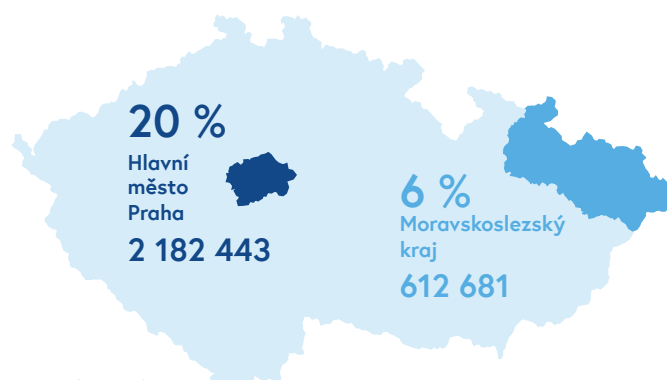 20 %
Hlavní
město
Praha
2 182 443
6 %
Moravskoslezský
kraj
612 681